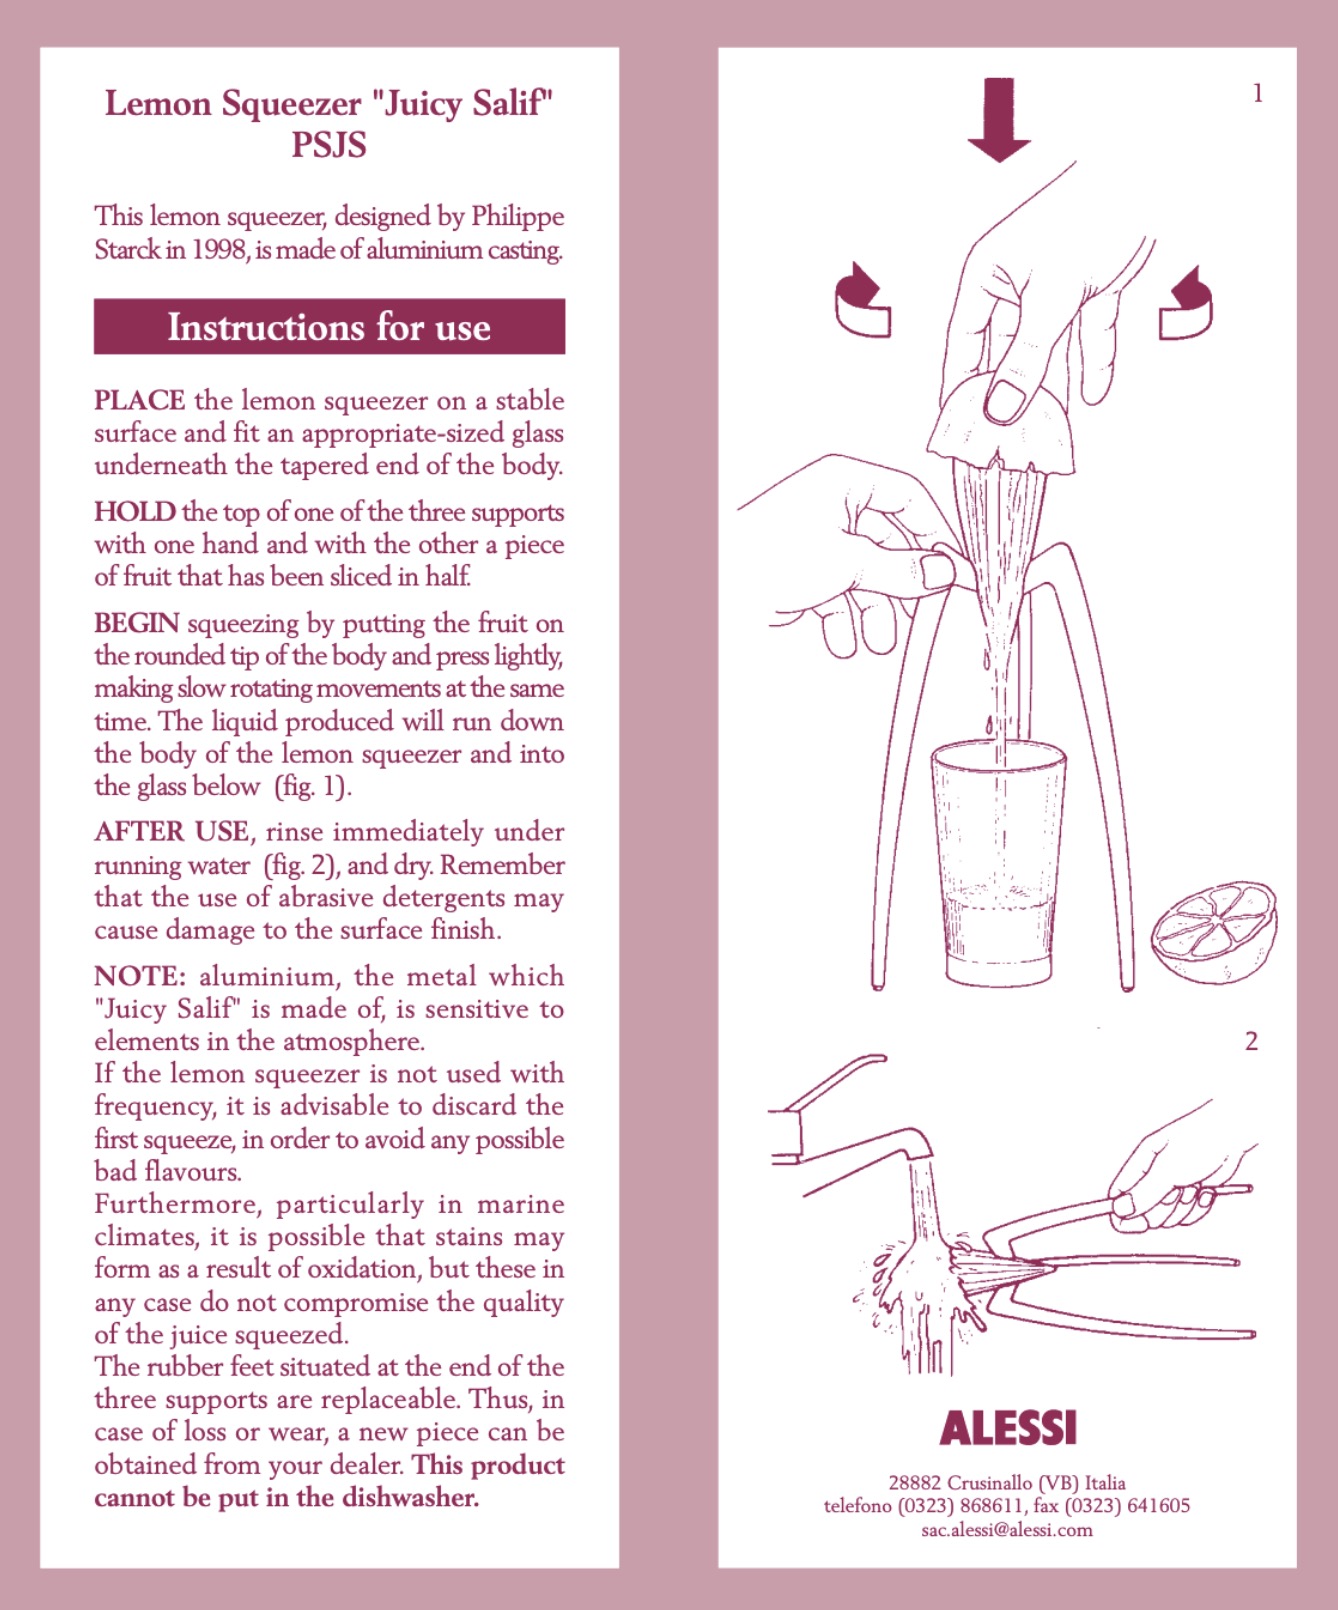 Lemon Squeezer "Juicy Salif"
PSJS
This lemon squeezer, designed by Philippe
Starck in 1998, is made of aluminium casting.
Instructions for use
PLACE the lemon squeezer on a stable
surface and fit an appropriate-sized glass
underneath the tapered end of the body.
HOLD the top of one of the three supports
with one hand and with the other a piece
of fruit that has been sliced in half.
BEGIN squeezing by putting the fruit on
the rounded tip of the body and press lightly,
making slow rotating movements at the same
time. The liquid produced will run down
the body of the lemon squeezer and into
the glass below (fig. 1).
AFTER USE, rinse immediately under
running water (fig. 2), and dry. Remember
that the use of abrasive detergents may
cause damage to the surface finish.
NOTE: aluminium, the metal which
"Juicy Salif" is made of, is sensitive to
elements in the atmosphere.
If the lemon squeezer is not used with
frequency, it is advisable to discard the
first squeeze, in order to avoid any possible
bad flavours.
Furthermore, particularly in marine
climates, it is possible that stains may
form as a result of oxidation, but these in
any case do not compromise the quality
of the juice squeezed.
The rubber feet situated at the end of the
three supports are replaceable. Thus, in
case of loss or wear, a new piece can be
obtained from your dealer. This product
cannot be put in the dishwasher.
1
2
ALESSI
28882 Crusinallo (VB) Italia
telefono (0323) 868611, fax (0323) 641605
sac.alessi@alessi.com